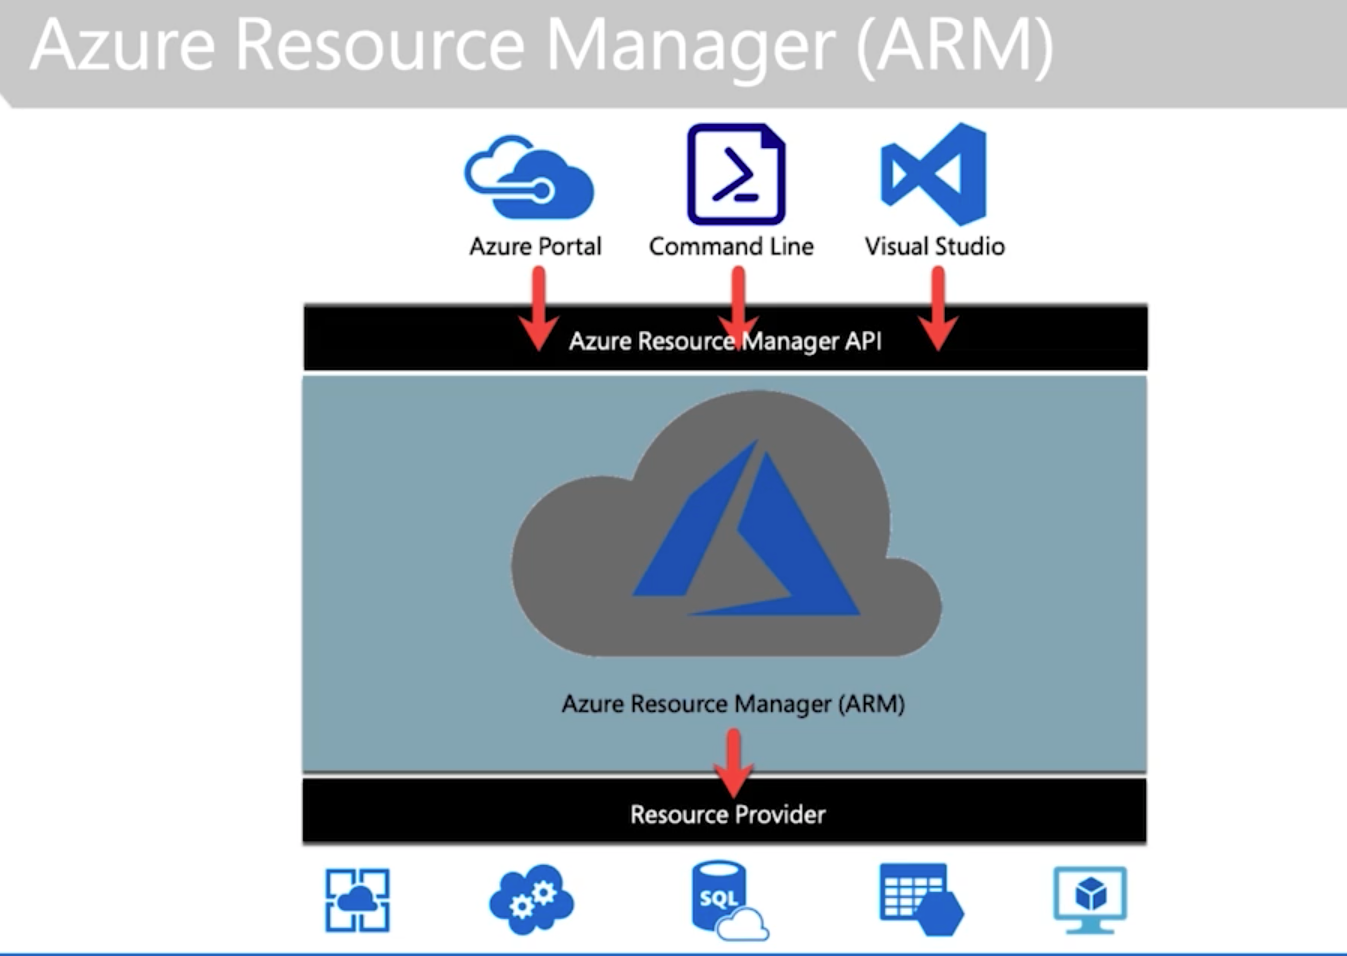 Azure Resource Manager (ARM)
Azure Portal
Command Line
Visual Studio
Azure Resource Manager API
Azure Resource Manager (ARM)
Resource Provider
SQL